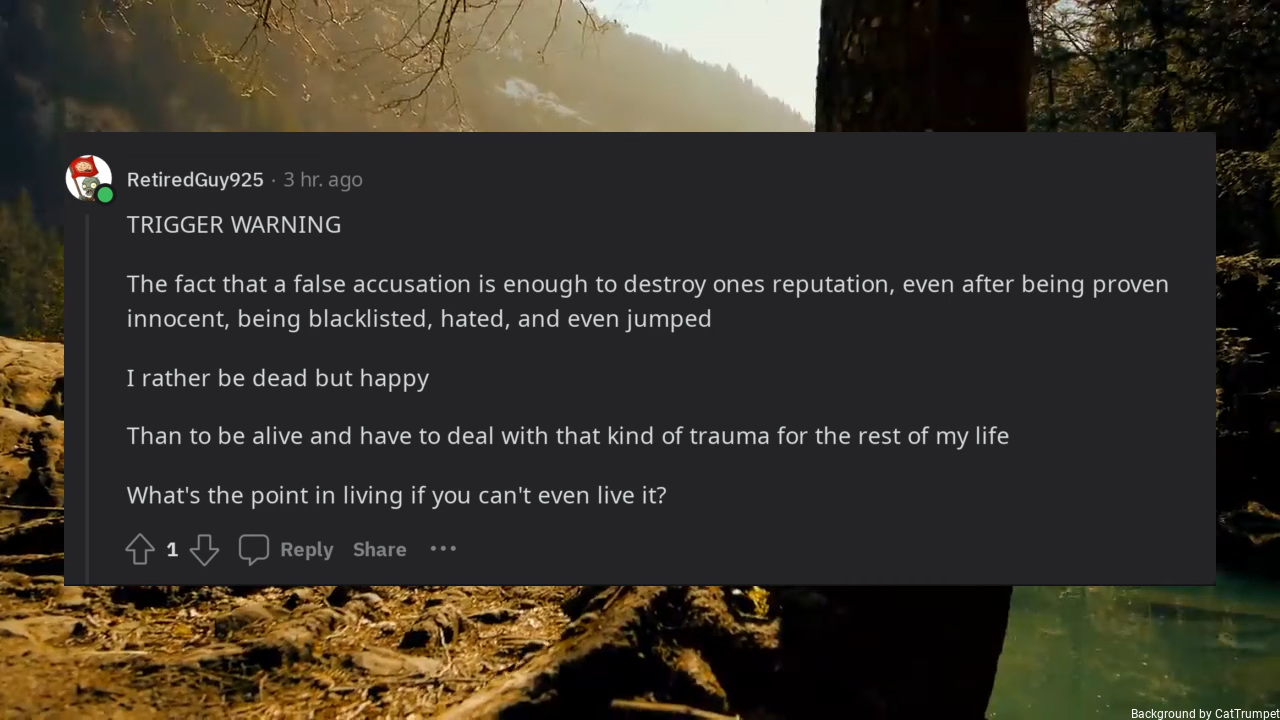 RetiredGuy925 · 3 hr. ago
TRIGGER WARNING
The fact that a false accusation is enough to destroy ones reputation, even after being proven
innocent, being blacklisted, hated, and even jumped
I rather be dead but happy
Than to be alive and have to deal with that kind of trauma for the rest of my life
What's the point in living if you can't even live it?
1 Reply Share •••
Background by CatTrumpet